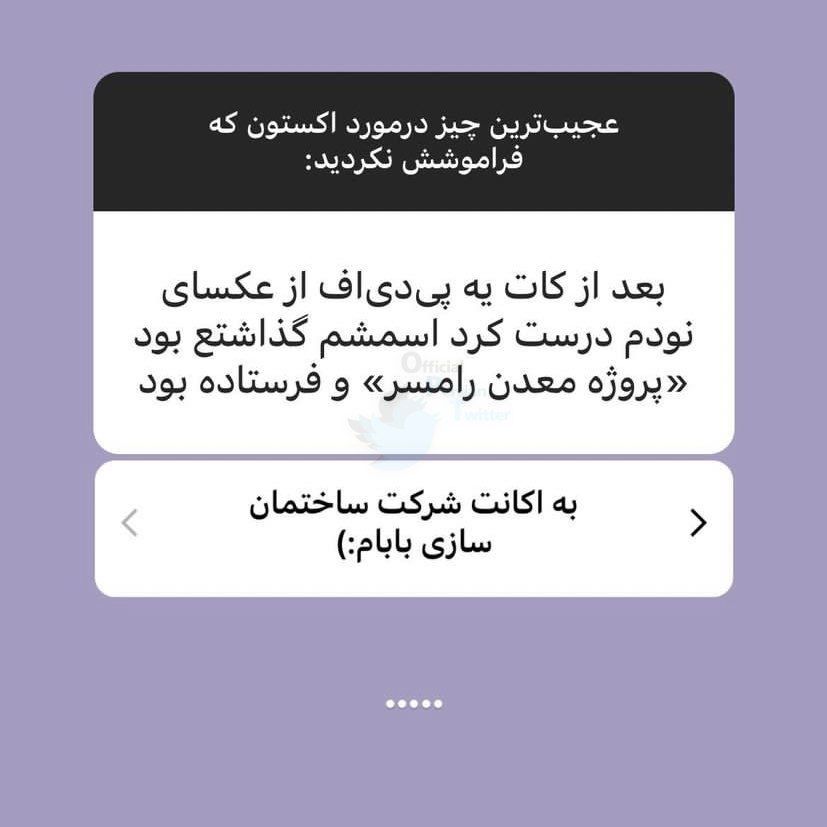 عجیب‌ترین چیز درمورد اکستون که
فراموشش نکردید:
بعد از کات یه پی‌دی‌اف از عکسای
نودم درست کرد اسمشم گذاشتع بود
«پروژه معدن رامسر» و فرستاده بود
Official
Twitter
به اکانت شرکت ساختمان
سازی بابام:)